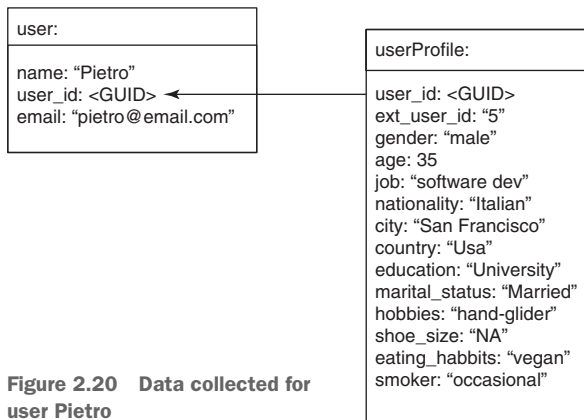 user:
name: “Pietro”
user_id: <GUID>
email: “pietro@email.com”
userProfile:
user_id: <GUID>
ext_user_id: “5”
gender: “male”
age: 35
job: “software dev”
nationality: “Italian”
city: “San Francisco”
country: “Usa”
education: “University”
marital_status: “Married”
hobbies: “hand-glider”
shoe_size: “NA”
eating_habbits: “vegan”
smoker: “occasional”
Figure 2.20 Data collected for
user Pietro